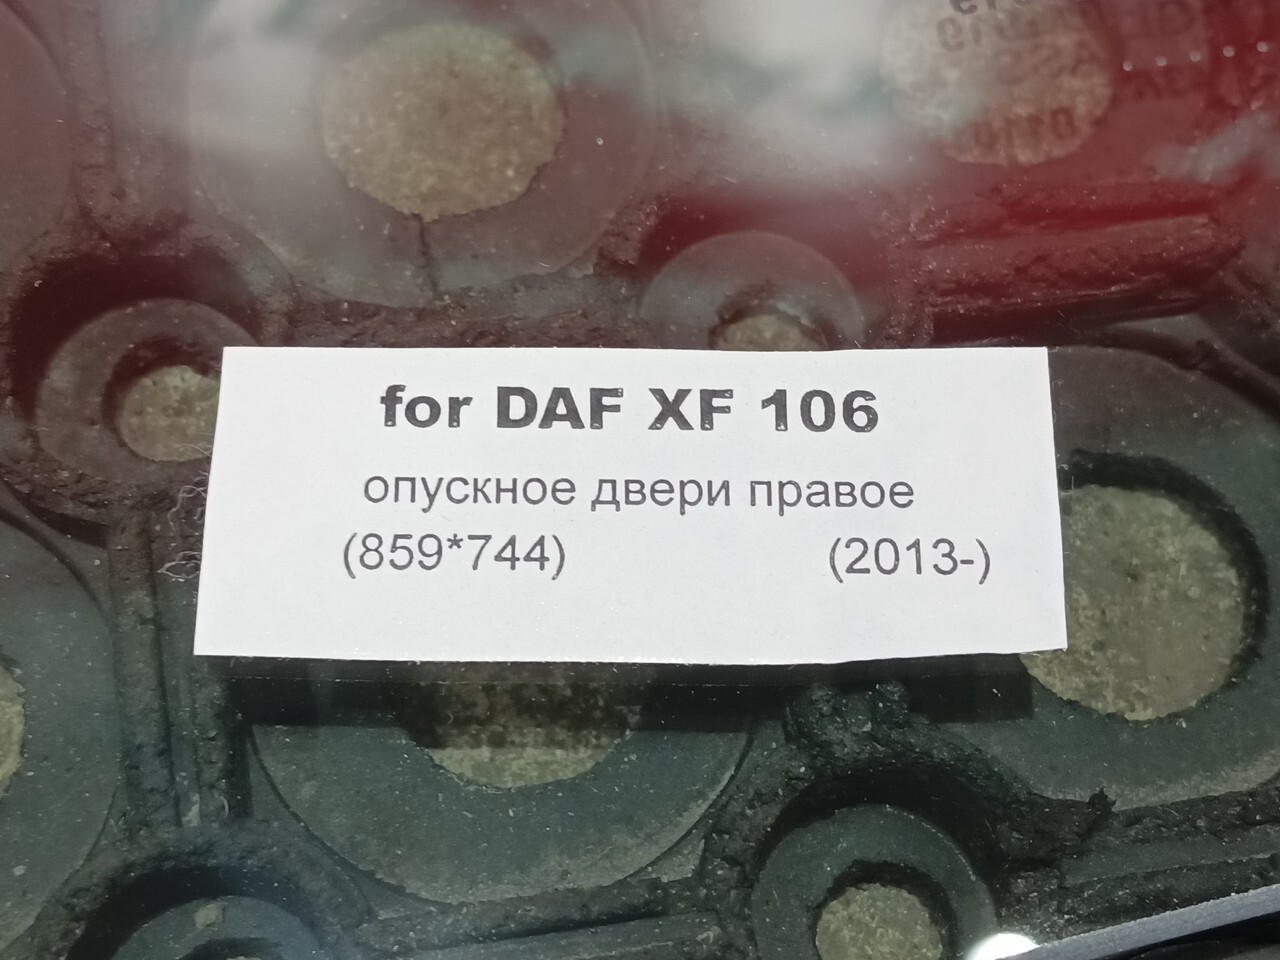 for DAF XF 106
опускное двери правое
(859*744) (2013-)